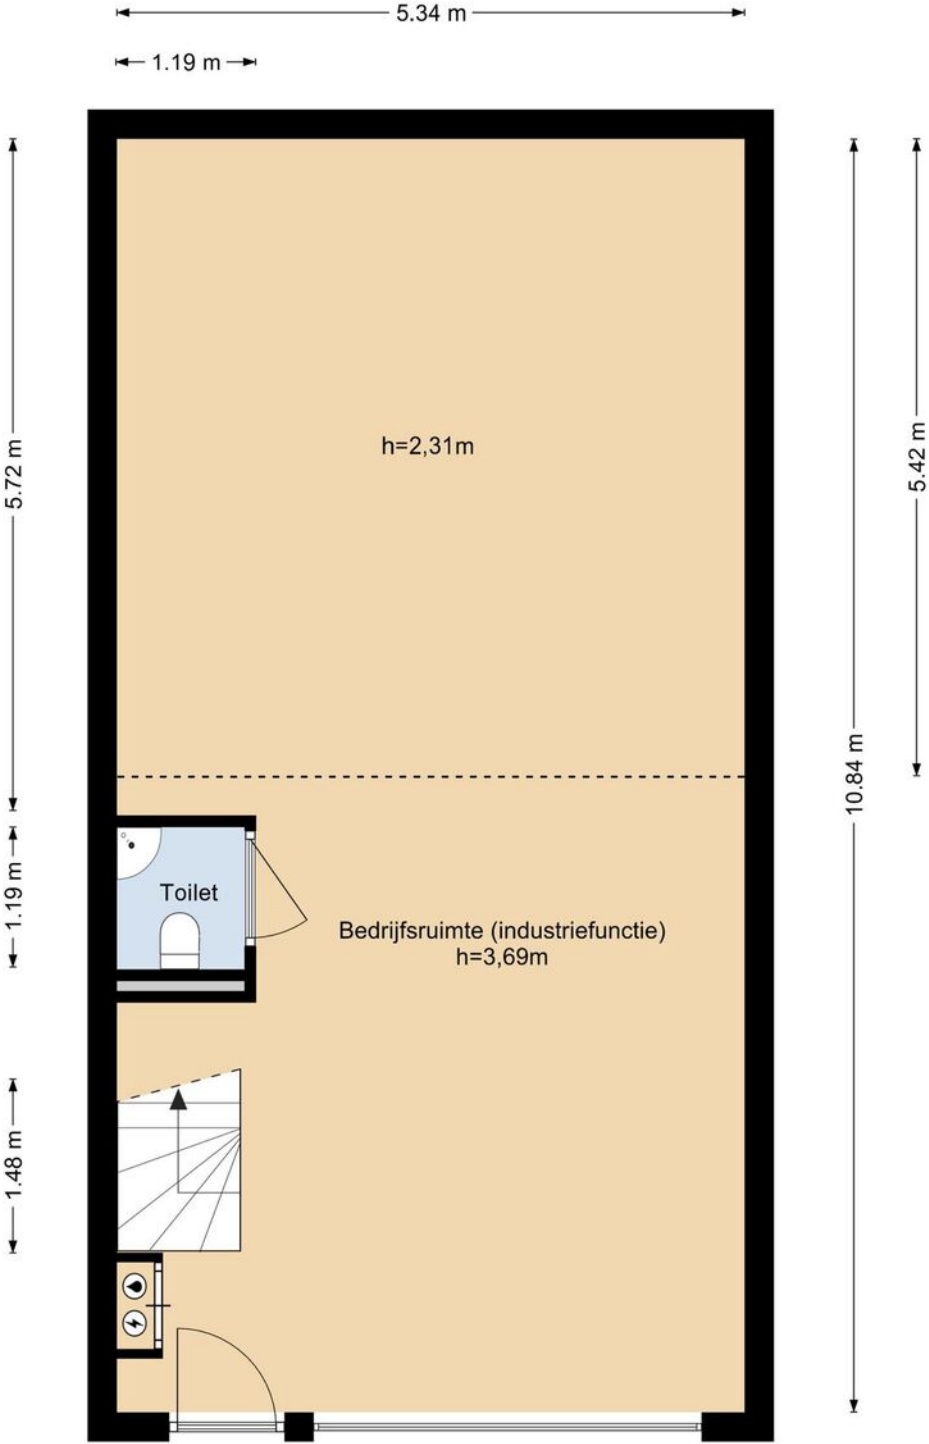 5.34 m
1.19 m
h=2,31m
5.72 m
5.42 m
10.84 m
Toilet
1.19 m
Bedrijfsruimte (industriefunctie)
h=3,69m
1.48 m